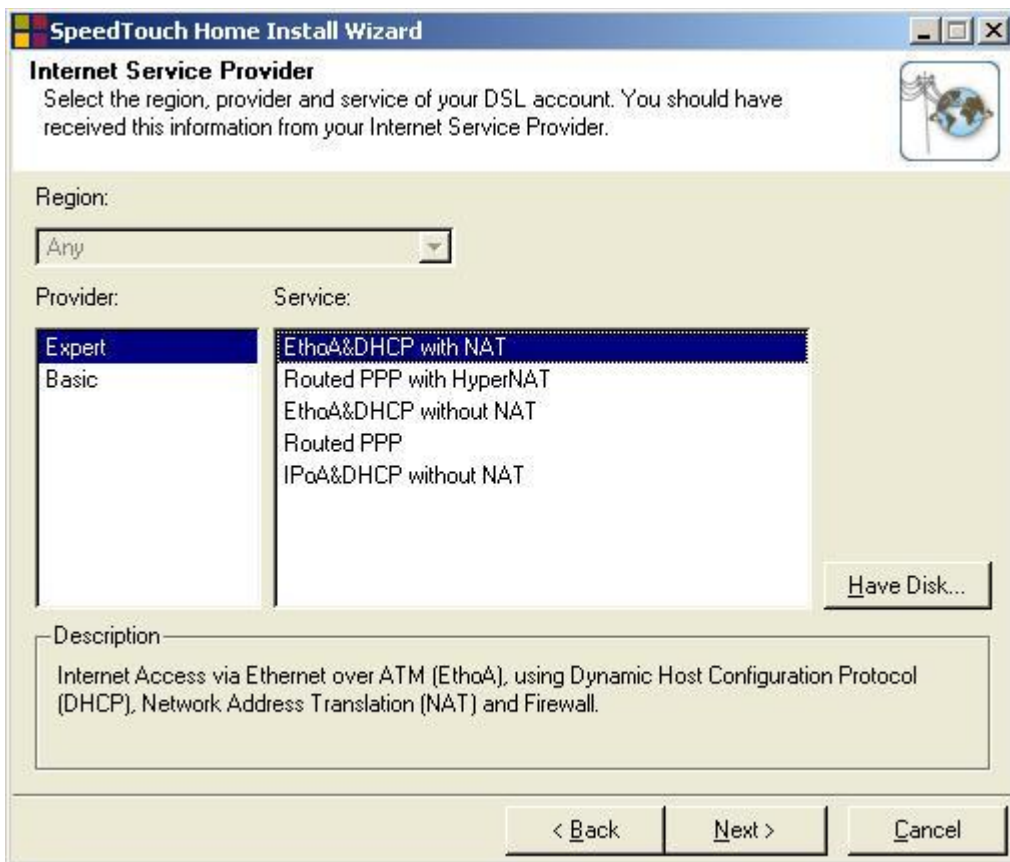 SpeedTouch Home Install Wizard
Internet Service Provider
Select the region, provider and service of your DSL account. You should have
received this information from your Internet Service Provider.
Region:
Any
Provider:
Service:
Expert
Basic
EthoA&DHCP with NAT
Routed PPP with HyperNAT
EthoA&DHCP without NAT
Routed PPP
IPoA&DHCP without NAT
Have Disk...
Description
Internet Access via Ethernet over ATM (EthoA), using Dynamic Host Configuration Protocol
(DHCP), Network Address Translation (NAT) and Firewall.
< Back
Next >
Cancel